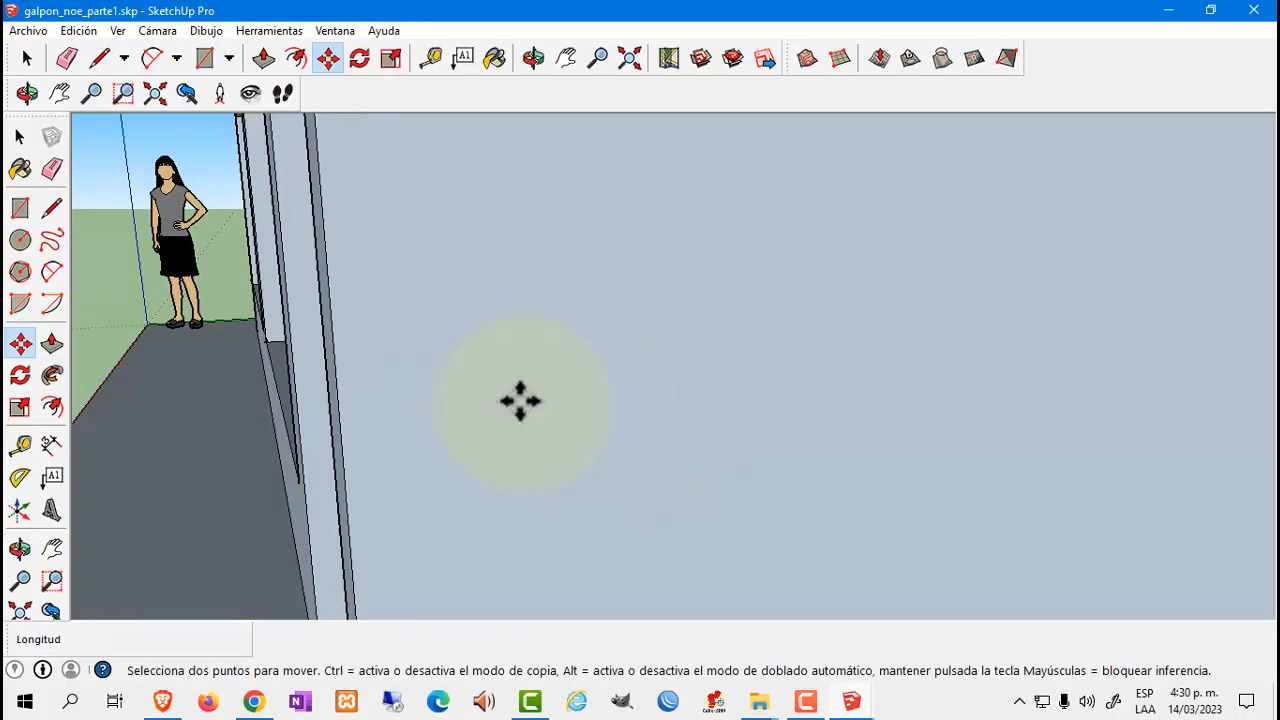 galpon_noe_parte1.skp - SketchUp Pro
Archivo Edición Ver Cámara Dibujo Herramientas Ventana Ayuda
A1
A1
Longitud
Selecciona dos puntos para mover. Ctrl = activa o desactiva el modo de copia, Alt = activa o desactiva el modo de doblado automático, mantener pulsada la tecla Mayúsculas = bloquear inferencia.
ESP 4:30 p. m.
LAA 14/03/2023